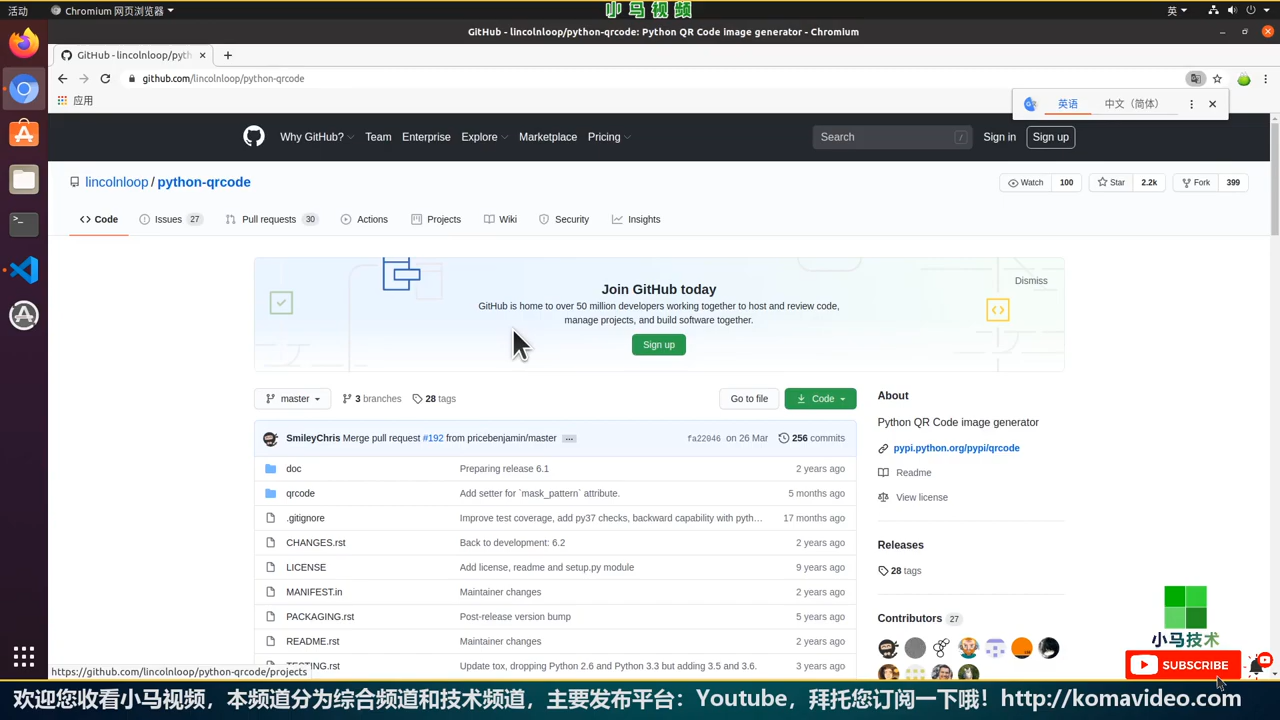 活动
Chromium 网页浏览器
小马视频
英
GitHub - lincolnloop/python-qrcode: Python QR Code image generator - Chromium
GitHub - lincolnloop/pyth
github.com/lincolnloop/python-qrcode
应用
英语 中文（简体）
Why GitHub? Team Enterprise Explore Marketplace Pricing
Search /
Sign in Sign up
lincolnloop / python-qrcode
Watch 100 Star 2.2k Fork 399
Code Issues 27 Pull requests 30 Actions Projects Wiki Security Insights
Join GitHub today
Dismiss
GitHub is home to over 50 million developers working together to host and review code,
manage projects, and build software together.
Sign up
master 3 branches 28 tags
Go to file Code
SmileyChris Merge pull request #192 from pricebenjamin/master ... fa22046 on 26 Mar 256 commits
doc Preparing release 6.1 2 years ago
qrcode Add setter for `mask_pattern` attribute. 5 months ago
.gitignore Improve test coverage, add py37 checks, backward capability with pyth… 17 months ago
CHANGES.rst Back to development: 6.2 2 years ago
LICENSE Add license, readme and setup.py module 9 years ago
MANIFEST.in Maintainer changes 2 years ago
PACKAGING.rst Post-release version bump 5 years ago
README.rst Maintainer changes 2 years ago
TESTING.rst Update tox, dropping Python 2.6 and Python 3.3 but adding 3.5 and 3.6. 3 years ago
About
Python QR Code image generator
pypi.python.org/pypi/qrcode
Readme
View license
Releases
28 tags
Contributors 27
小马技术
SUBSCRIBE
https://github.com/lincolnloop/python-qrcode/projects
欢迎您收看小马视频，本频道分为综合频道和技术频道，主要发布平台：Youtube，拜托您订阅一下哦！http://komavideo.com